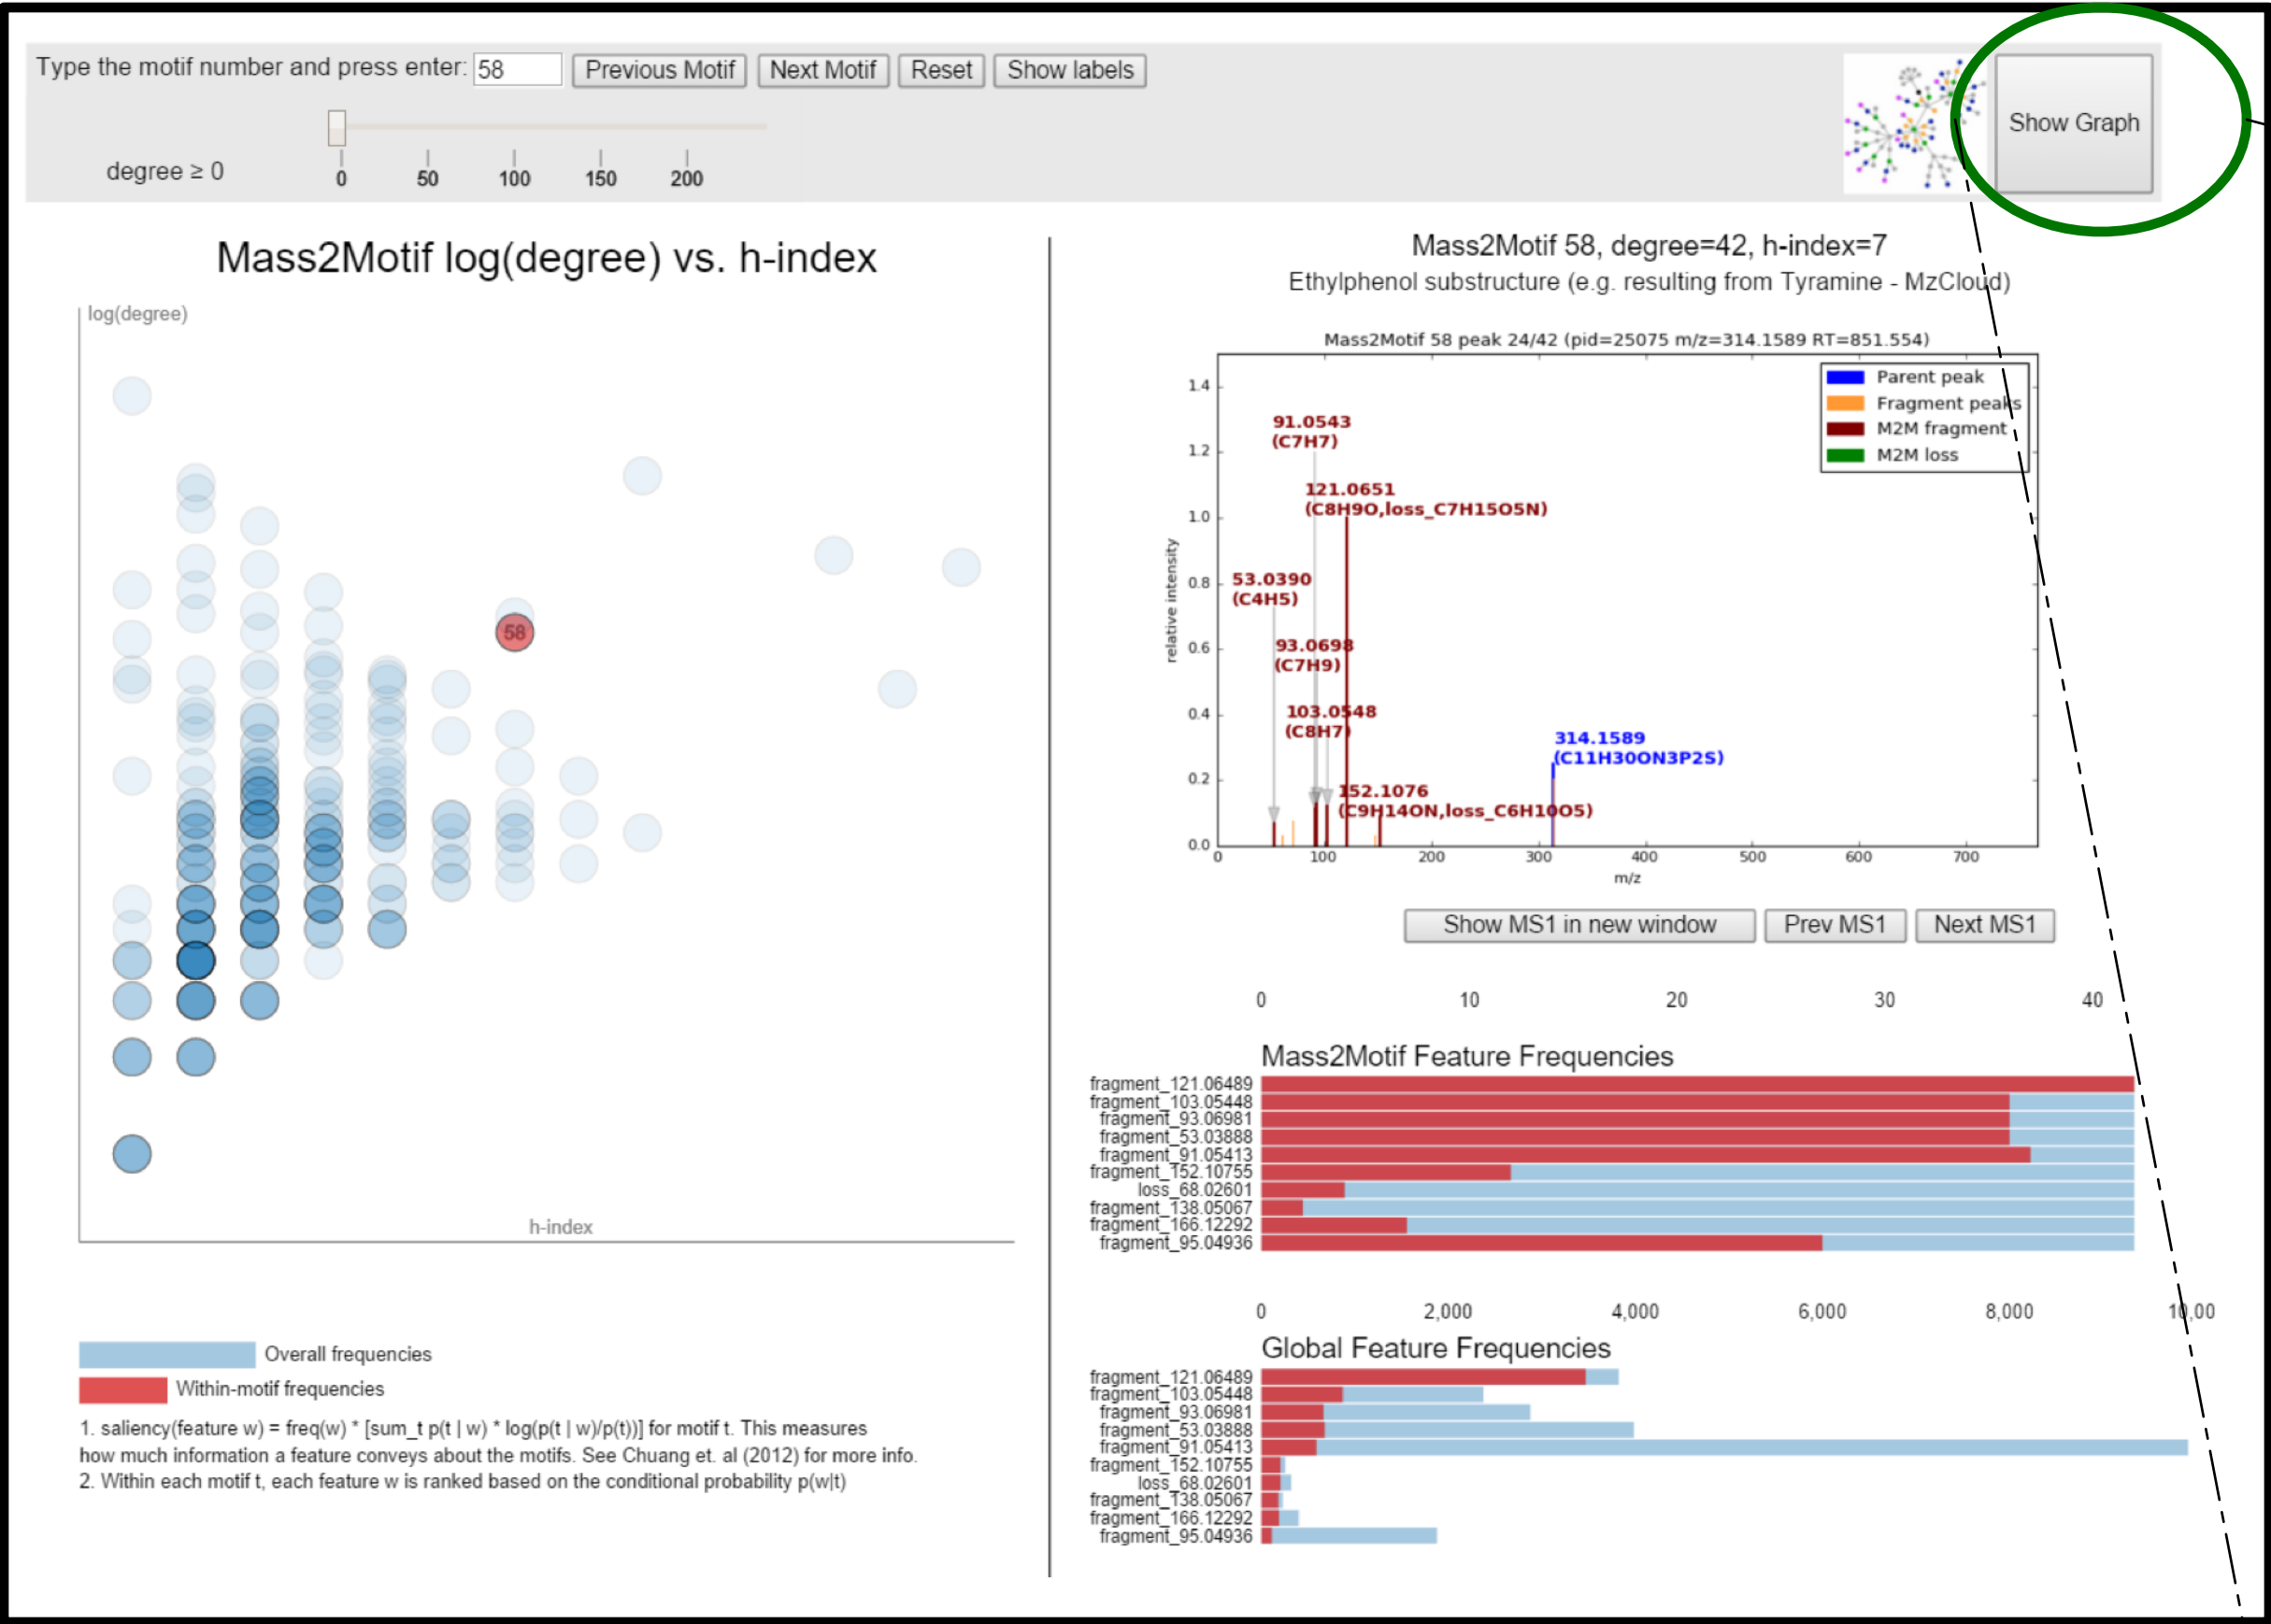 Type the motif number and press enter: 58 Previous Motif Next Motif Reset Show labels
Show Graph
degree ≥ 0
0 50 100 150 200
Mass2Motif log(degree) vs. h-index
log(degree)
58
h-index
Overall frequencies
Within-motif frequencies
1. saliency(feature w) = freq(w) * [sum_t p(t | w) * log(p(t | w)/p(t))] for motif t. This measures
how much information a feature conveys about the motifs. See Chuang et. al (2012) for more info.
2. Within each motif t, each feature w is ranked based on the conditional probability p(w|t)
Mass2Motif 58, degree=42, h-index=7
Ethylphenol substructure (e.g. resulting from Tyramine - MzCloud)
Mass2Motif 58 peak 24/42 (pid=25075 m/z=314.1589 RT=851.554)
Parent peak
Fragment peaks
M2M fragment
M2M loss
relative intensity
1.4
1.2
1.0
0.8
0.6
0.4
0.2
0.0
91.0543
(C7H7)
121.0651
(C8H9O,loss_C7H15O5N)
53.0390
(C4H5)
93.0698
(C7H9)
103.0548
(C8H7)
314.1589
(C11H30ON3P2S)
152.1076
(C9H14ON,loss_C6H10O5)
0 100 200 300 400 500 600 700
m/z
Show MS1 in new window Prev MS1 Next MS1
0 10 20 30 40
Mass2Motif Feature Frequencies
fragment_121.06489
fragment_103.05448
fragment_93.06981
fragment_53.03888
fragment_91.05413
fragment_152.10755
loss_68.02601
fragment_138.05067
fragment_166.12292
fragment_95.04936
0 2,000 4,000 6,000 8,000 10,00
Global Feature Frequencies
fragment_121.06489
fragment_103.05448
fragment_93.06981
fragment_53.03888
fragment_91.05413
fragment_152.10755
loss_68.02601
fragment_138.05067
fragment_166.12292
fragment_95.04936